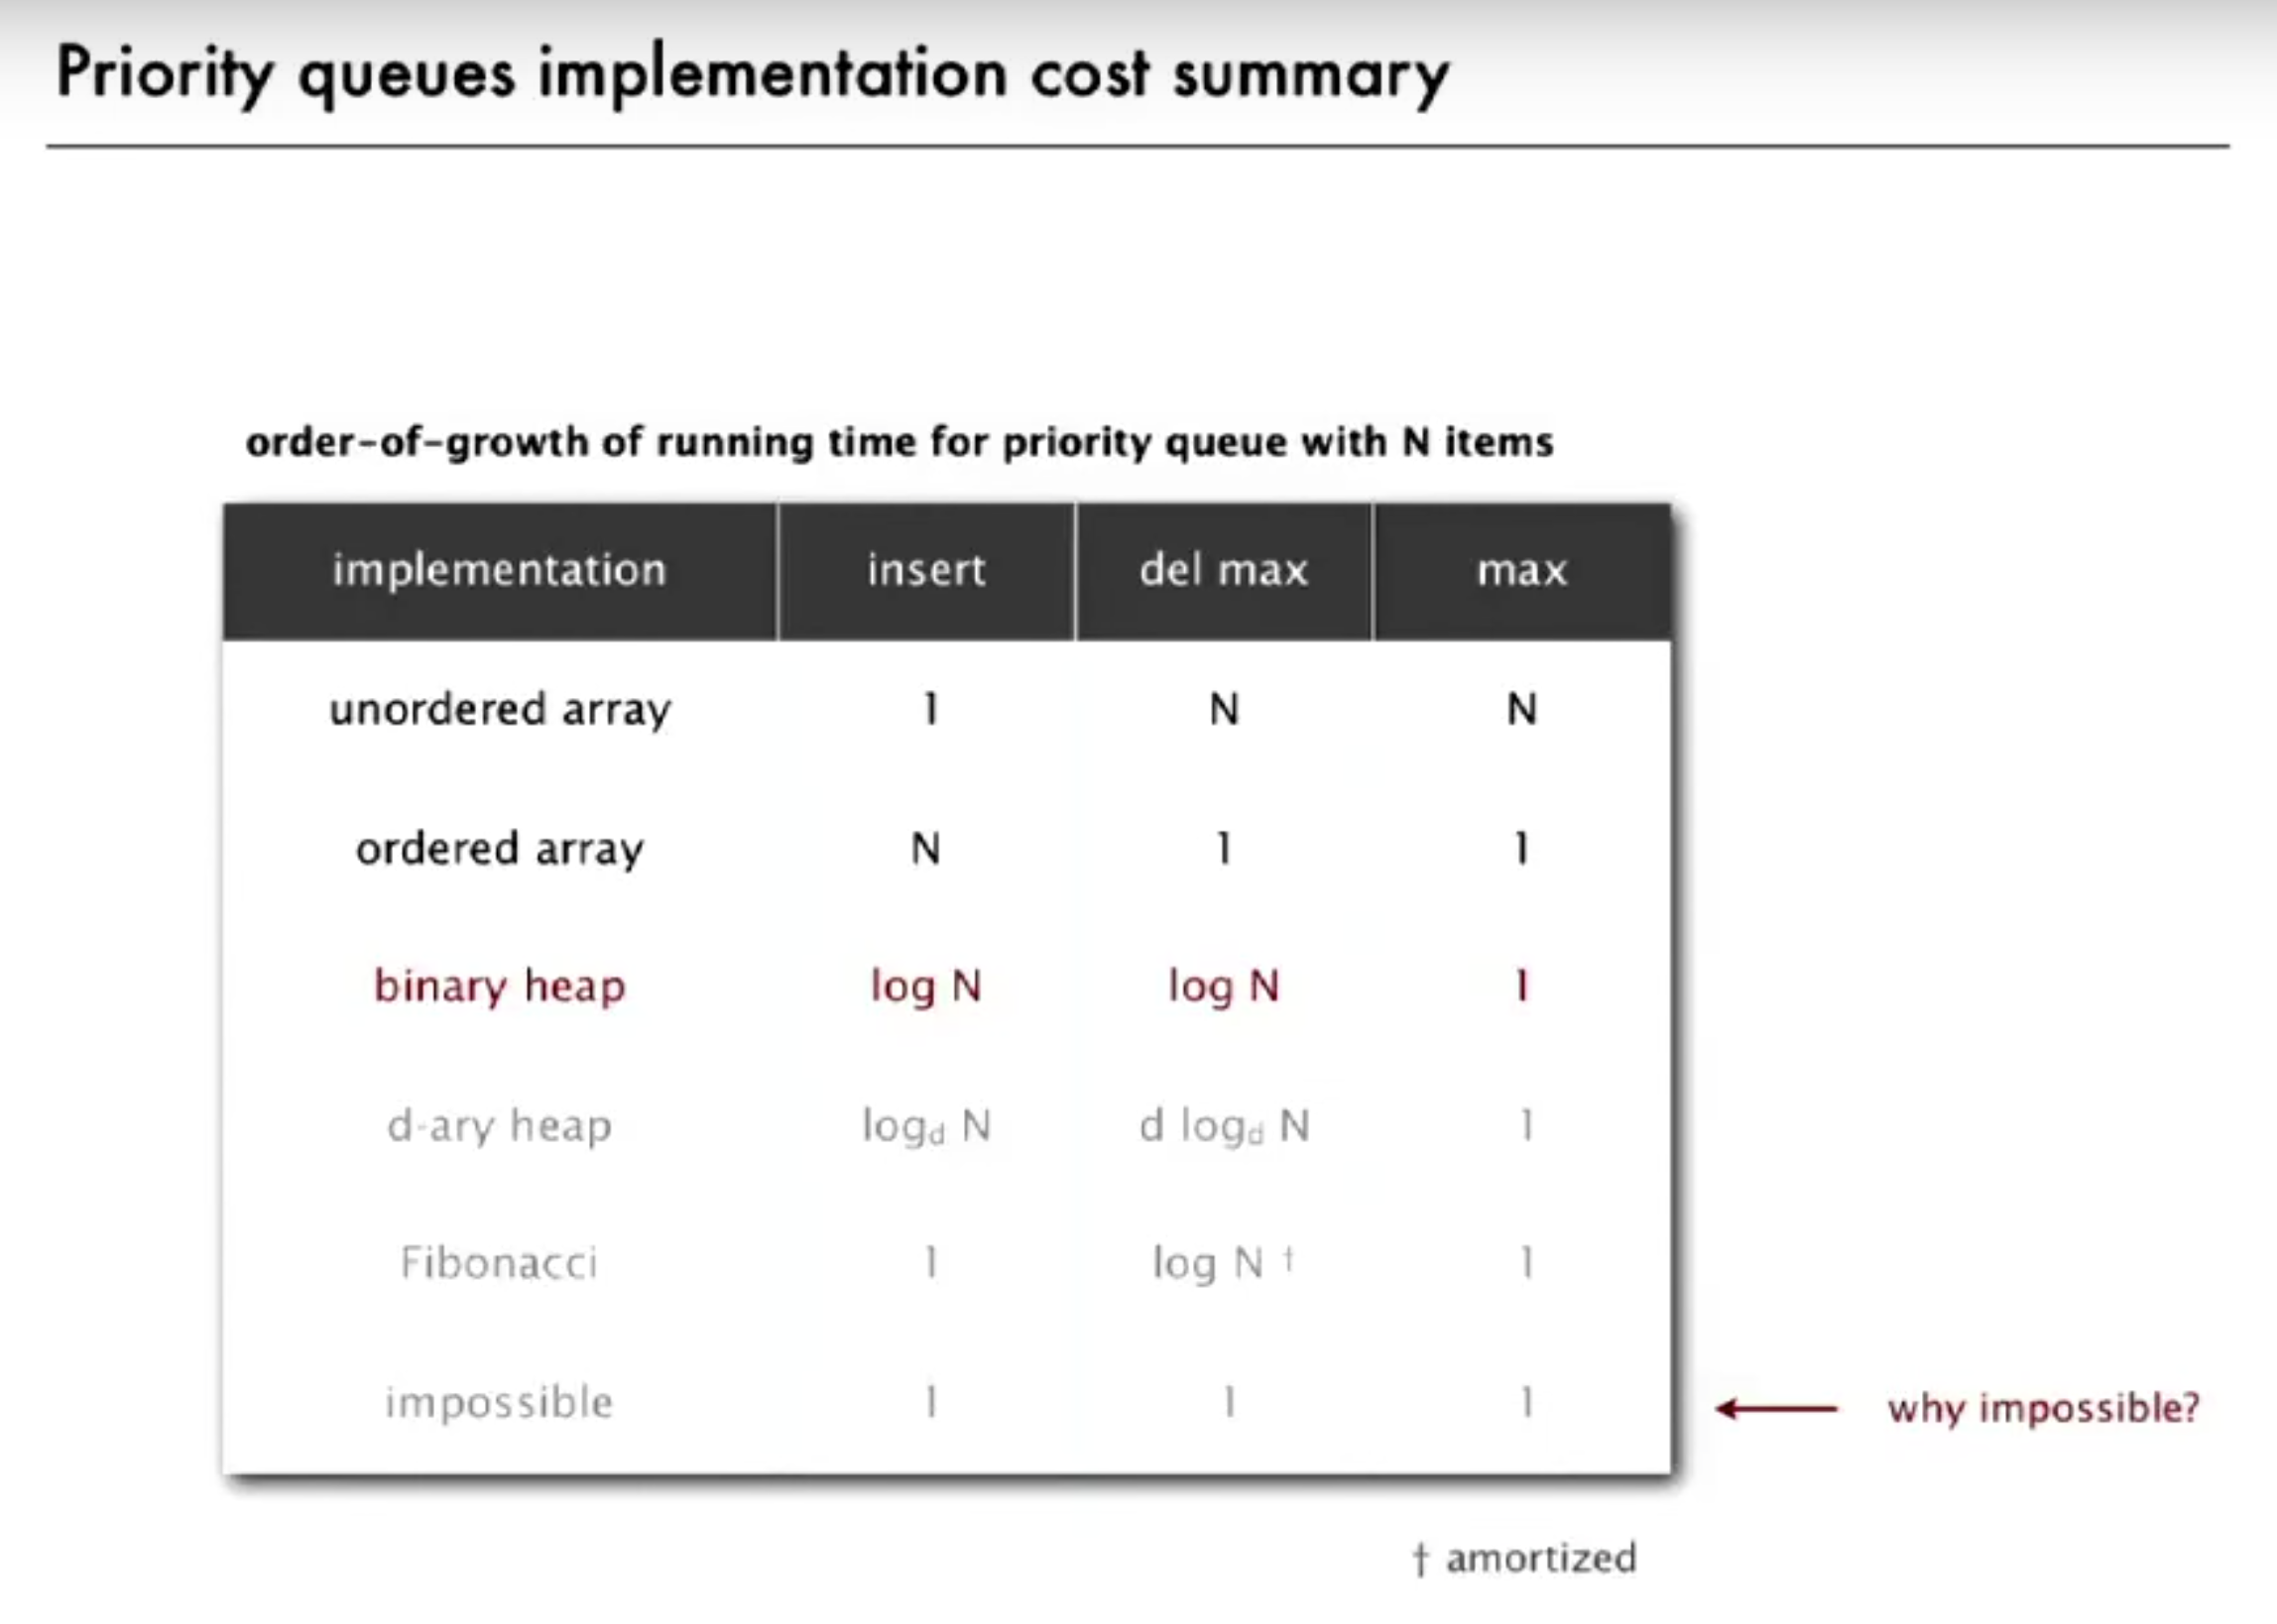 Priority queues implementation cost summary
order-of-growth of running time for priority queue with N items
implementation insert del max max
unordered array 1 N N
ordered array N 1 1
binary heap log N log N 1
d-ary heap logd N d logd N 1
Fibonacci 1 log N † 1
impossible 1 1 1 why impossible?
† amortized